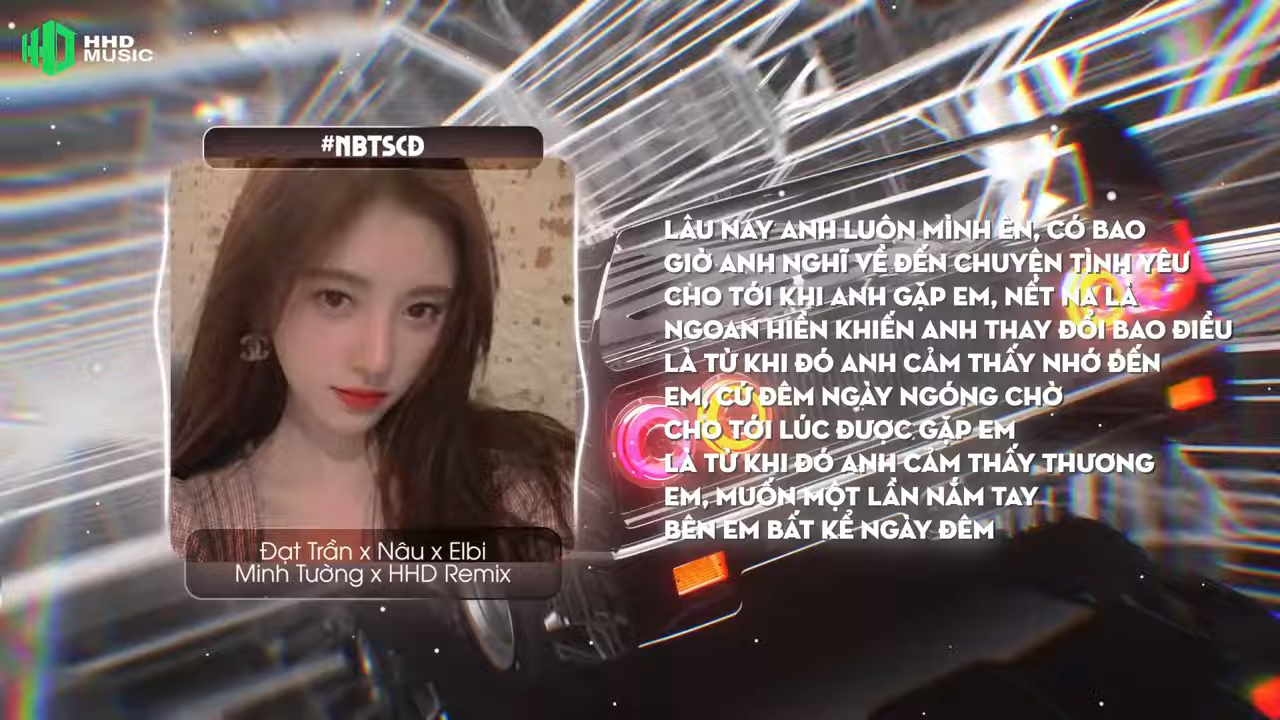 HHD
MUSIC
#NBTSCĐ
Đạt Trần x Nâu x Elbi
Minh Tường x HHD Remix
LÂU NAY ANH LUÔN MÌNH ÊN, CÓ BAO
GIỜ ANH NGHĨ VỀ ĐẾN CHUYỆN TÌNH YÊU
CHO TỚI KHI ANH GẶP EM, NẾT NA LÀ
NGOAN HIỀN KHIẾN ANH THAY ĐỔI BAO ĐIỀU
LÀ TỪ KHI ĐÓ ANH CẢM THẤY NHỚ ĐẾN
EM, CỨ ĐÊM NGÀY NGÓNG CHỜ
CHO TỚI LÚC ĐƯỢC GẶP EM
LÀ TỪ KHI ĐÓ ANH CẢM THẤY THƯƠNG
EM, MUỐN MỘT LẦN NẮM TAY
BÊN EM BẤT KỂ NGÀY ĐÊM